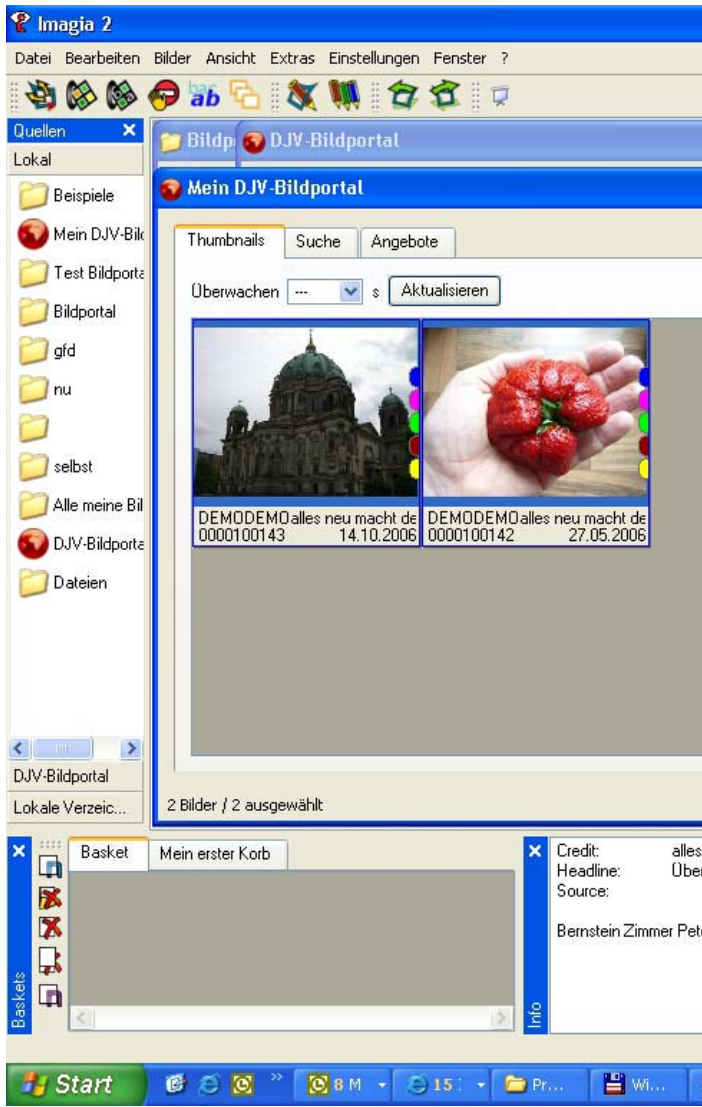 Imagia 2
Datei Bearbeiten Bilder Ansicht Extras Einstellungen Fenster ?
bac
ab
Quellen
Lokal
Beispiele
Mein DJV-Bild
Test Bildporta
Bildportal
gfd
nu
selbst
Alle meine Bil
DJV-Bildporta
Dateien
DJV-Bildportal
Lokale Verzeic...
Bildp DJV-Bildportal
Mein DJV-Bildportal
Thumbnails Suche Angebote
Überwachen --- s Aktualisieren
DEMODEMOalles neu macht de
0000100143 14.10.2006
DEMODEMOalles neu macht de
0000100142 27.05.2006
2 Bilder / 2 ausgewählt
Baskets
Basket Mein erster Korb
Info
Credit: alles
Headline: Über
Source:
Bernstein Zimmer Pete
Start 8 M 15 Pr... Wi...